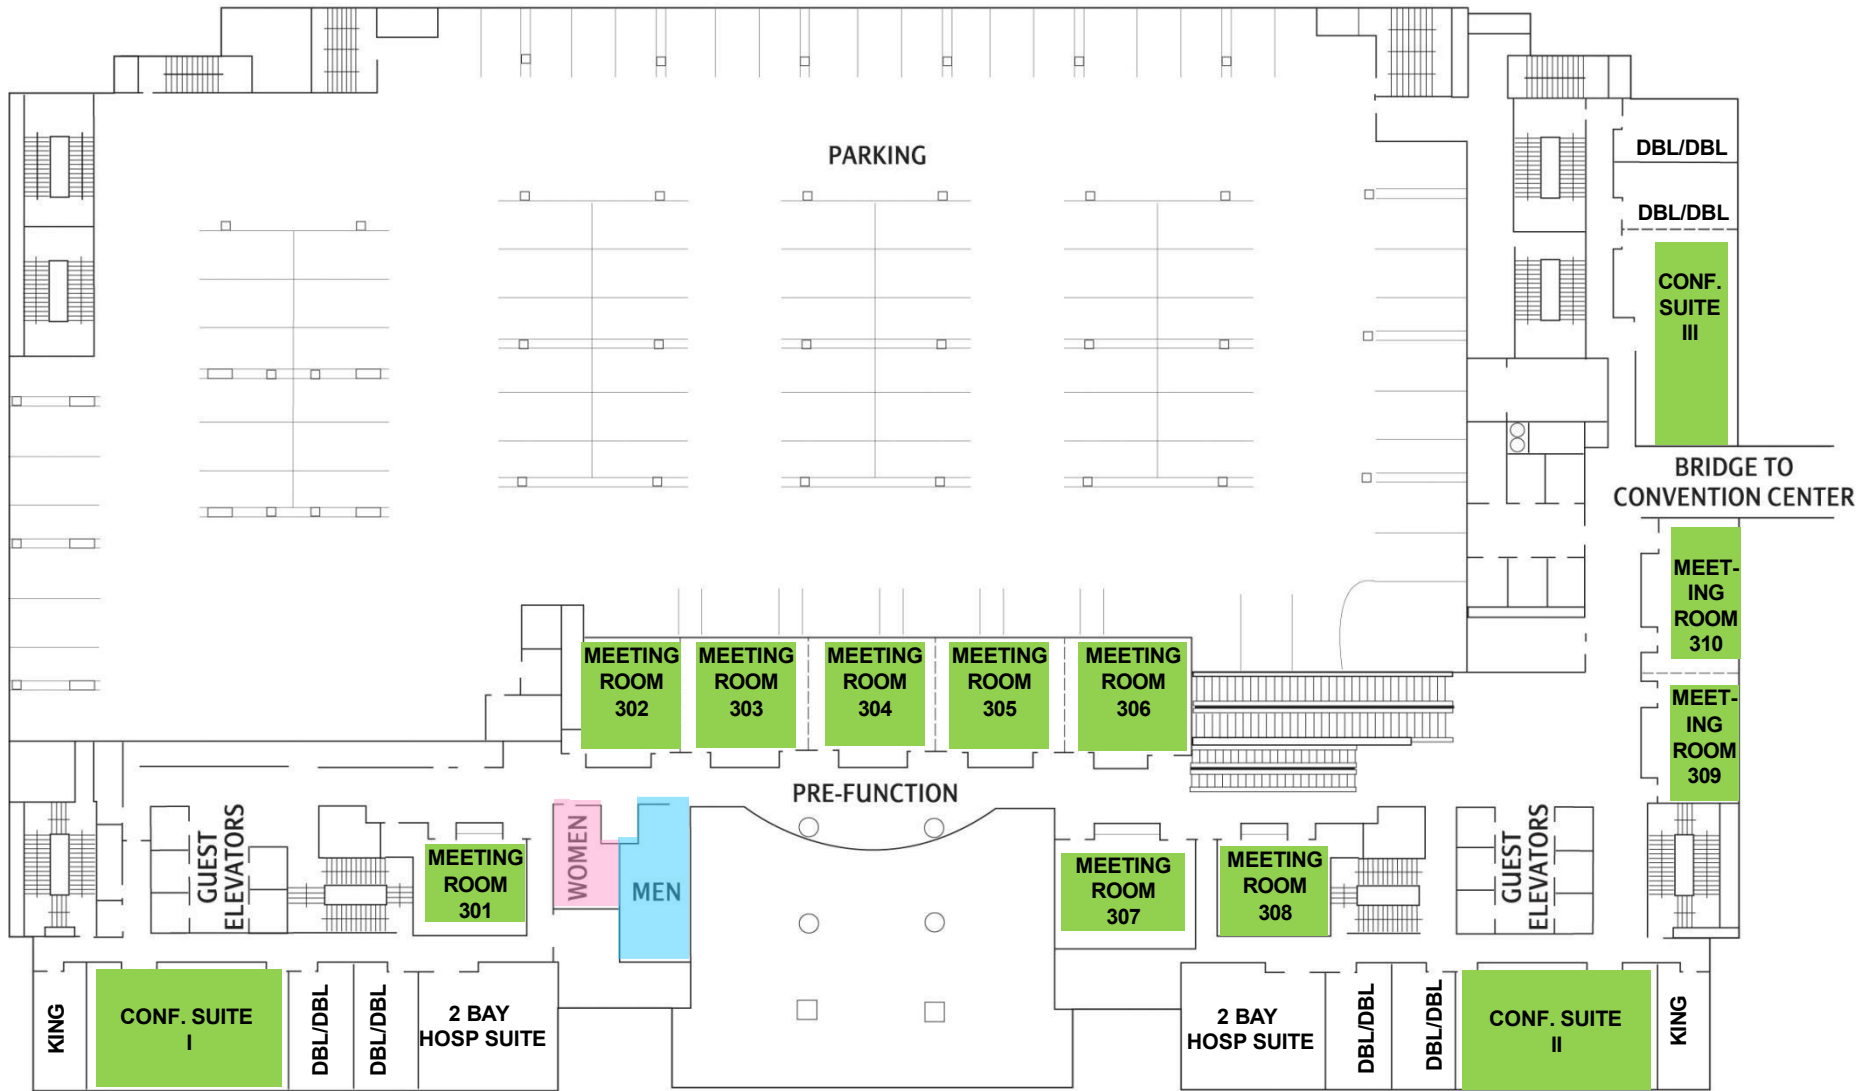 PARKING
DBL/DBL
DBL/DBL
CONF.
SUITE
III
BRIDGE TO
CONVENTION CENTER
MEET-
ING
ROOM
310
MEET-
ING
ROOM
309
MEETING
ROOM
302
MEETING
ROOM
303
MEETING
ROOM
304
MEETING
ROOM
305
MEETING
ROOM
306
PRE-FUNCTION
GUEST
ELEVATORS
MEETING
ROOM
301
WOMEN
MEN
MEETING
ROOM
307
MEETING
ROOM
308
GUEST
ELEVATORS
KING
CONF. SUITE
I
DBL/DBL
DBL/DBL
2 BAY
HOSP SUITE
2 BAY
HOSP SUITE
DBL/DBL
DBL/DBL
CONF. SUITE
II
KING